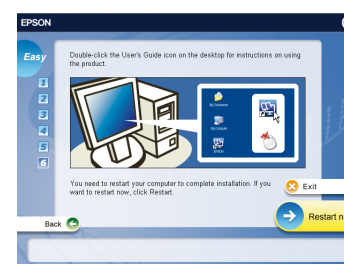 EPSON
Easy
Double-click the User's Guide icon on the desktop for instructions on using
the product.
1
2
3
4
5
6
My Documents
My Computer
EPSON
You need to restart your computer to complete installation. If you
want to restart now, click Restart.
Exit
Restart n
Back